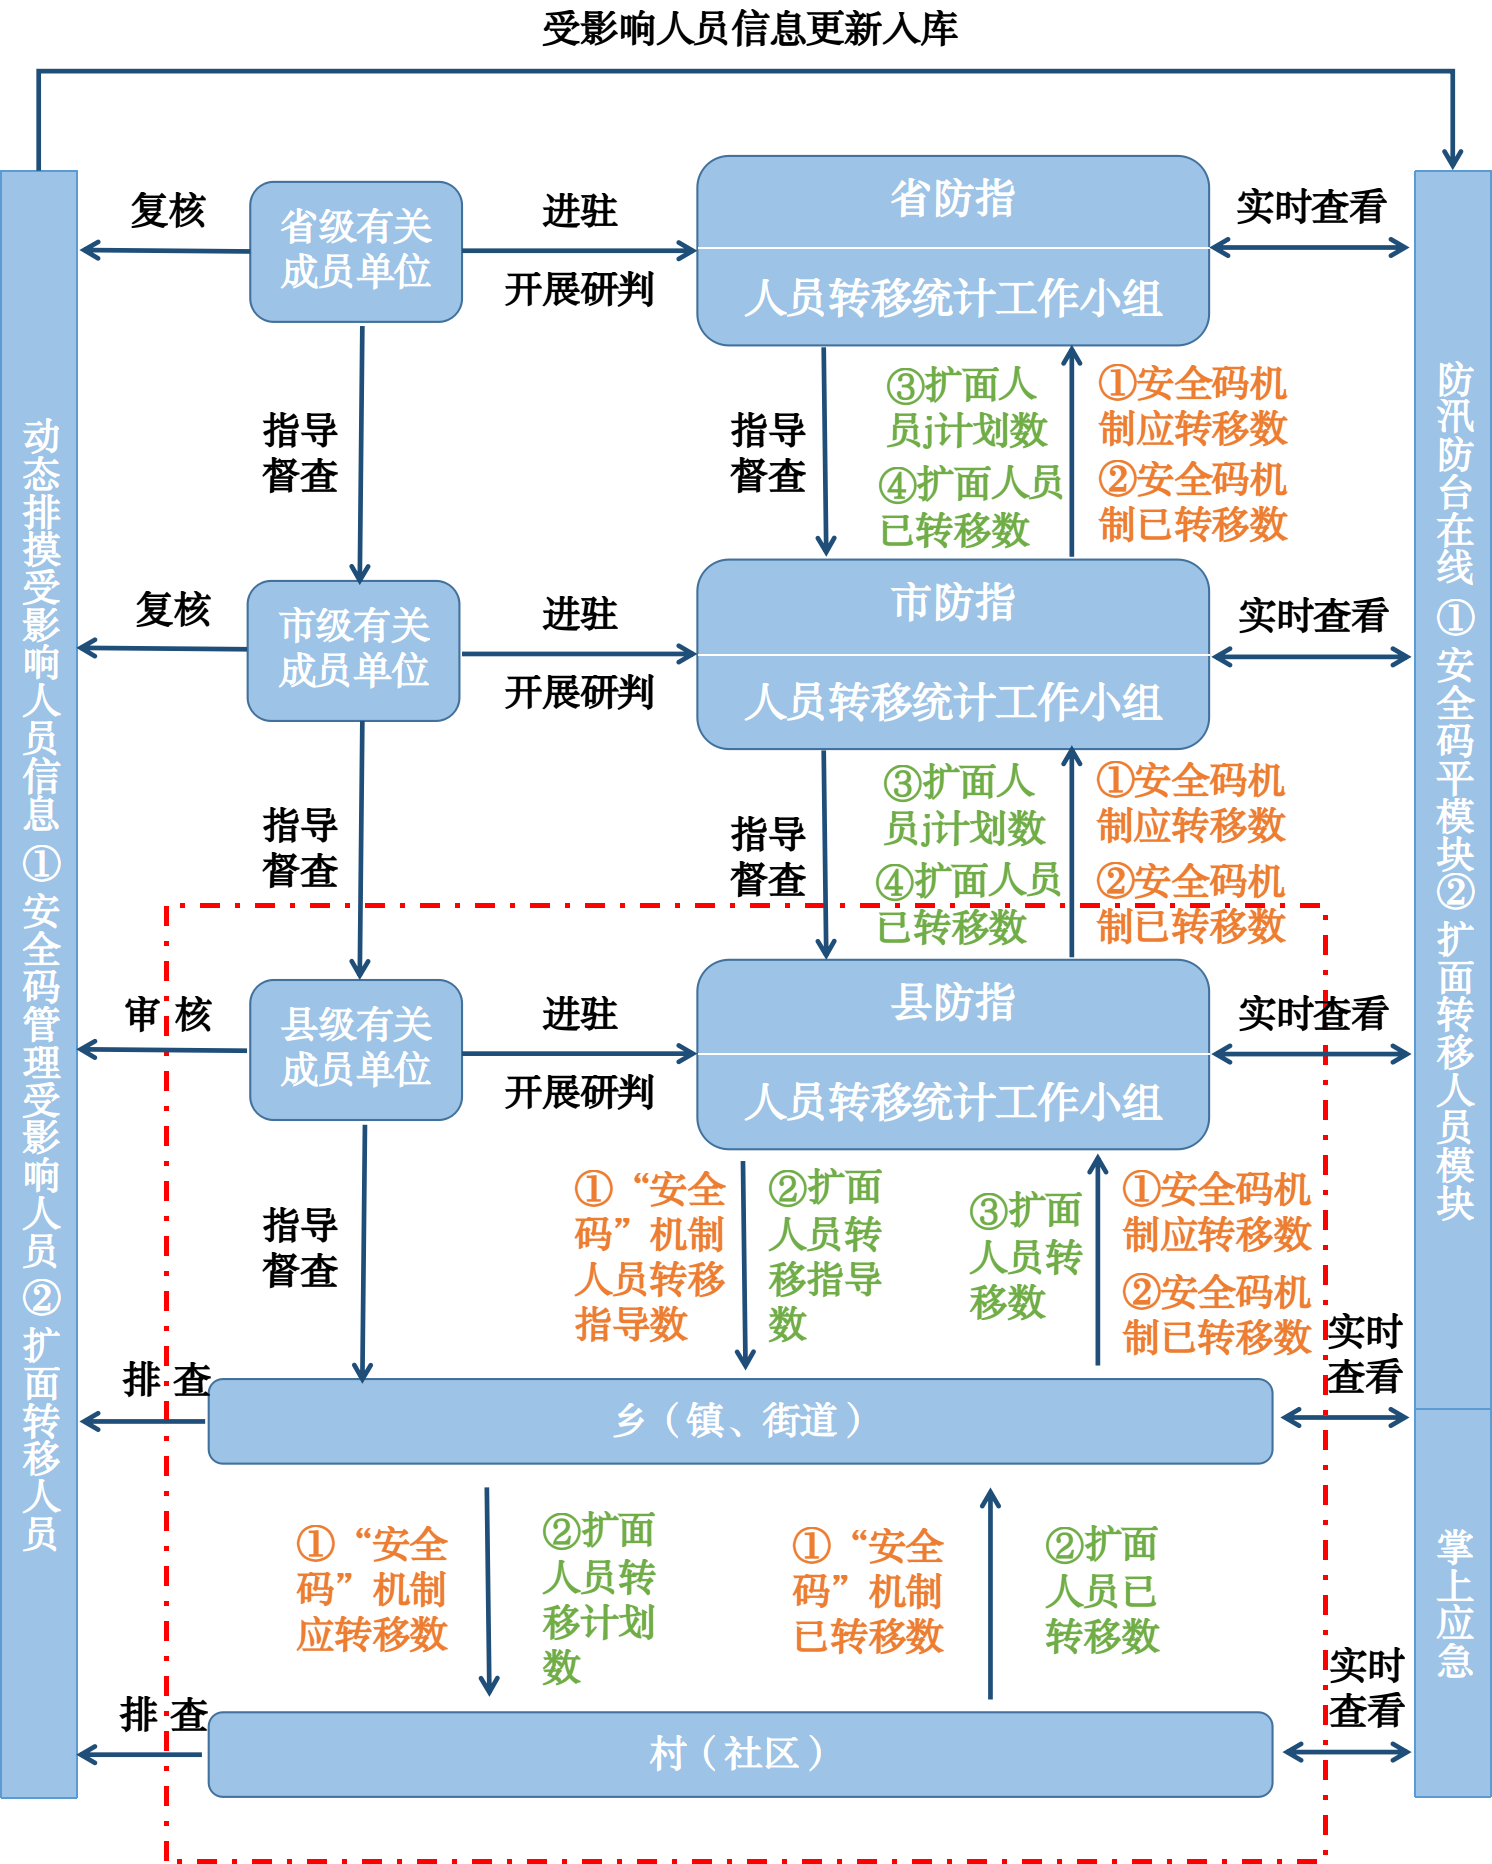 受影响人员信息更新入库
动态排摸受影响人员信息①安全码管理受影响人员②扩面转移人员
复核
省级有关
成员单位
进驻
开展研判
省防指
人员转移统计工作小组
实时查看
防汛防台在线①安全码平模块②扩面转移人员模块
指导
督查
指导
督查
③扩面人
员j计划数
④扩面人员
已转移数
①安全码机
制应转移数
②安全码机
制已转移数
复核
市级有关
成员单位
进驻
开展研判
市防指
人员转移统计工作小组
实时查看
指导
督查
指导
督查
③扩面人
员j计划数
④扩面人员
已转移数
①安全码机
制应转移数
②安全码机
制已转移数
审 核
县级有关
成员单位
进驻
开展研判
县防指
人员转移统计工作小组
实时查看
指导
督查
①“安全
码”机制
人员转移
指导数
②扩面
人员转
移指导
数
③扩面
人员转
移数
①安全码机
制应转移数
②安全码机
制已转移数
实时
查看
排 查
乡（镇、街道）
①“安全
码”机制
应转移数
②扩面
人员转
移计划
数
①“安全
码”机制
已转移数
②扩面
人员已
转移数
掌上应急
实时
查看
排 查
村（社区）